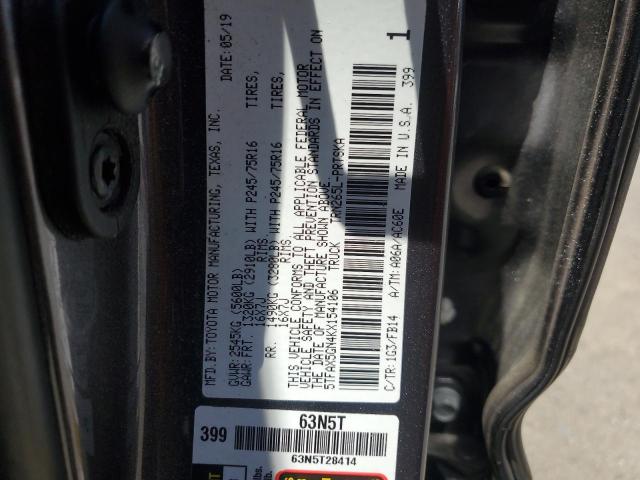 MFD. BY: TOYOTA MOTOR MANUFACTURING, TEXAS, INC. DATE: 05/19
GVWR: 2545KG (5600LB)
GAWR: FRT. 1320KG (2910LB) WITH P245/75R16 TIRES,
16X7J RIMS
RR. 1490KG (3280LB) WITH P245/75R16 TIRES,
16X7J RIMS
THIS VEHICLE CONFORMS TO ALL APPLICABLE FEDERAL MOTOR
VEHICLE SAFETY AND THEFT PREVENTION STANDARDS IN EFFECT ON
THE DATE OF MANUFACTURE SHOWN ABOVE.
5TFAX5GN4KX154106 TRUCK TRN265L-PRTSKA
1
C/TR: 1G3/FB14 A/TM: A06A/AC60E MADE IN U.S.A. 399
399
63N5T
63N5T28414